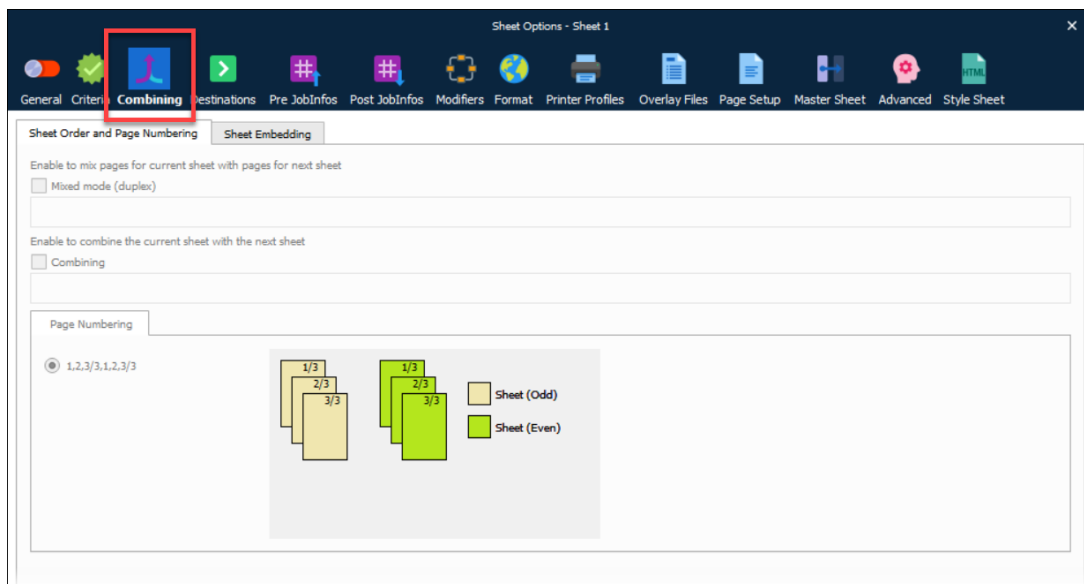 Sheet Options - Sheet 1
General Criteria Combining Destinations Pre JobInfos Post JobInfos Modifiers Format Printer Profiles Overlay Files Page Setup Master Sheet Advanced Style Sheet
HTML
Sheet Order and Page Numbering Sheet Embedding
Enable to mix pages for current sheet with pages for next sheet
Mixed mode (duplex)
Enable to combine the current sheet with the next sheet
Combining
Page Numbering
1,2,3/3,1,2,3/3
1/3 1/3
2/3 2/3
3/3 3/3
Sheet (Odd)
Sheet (Even)